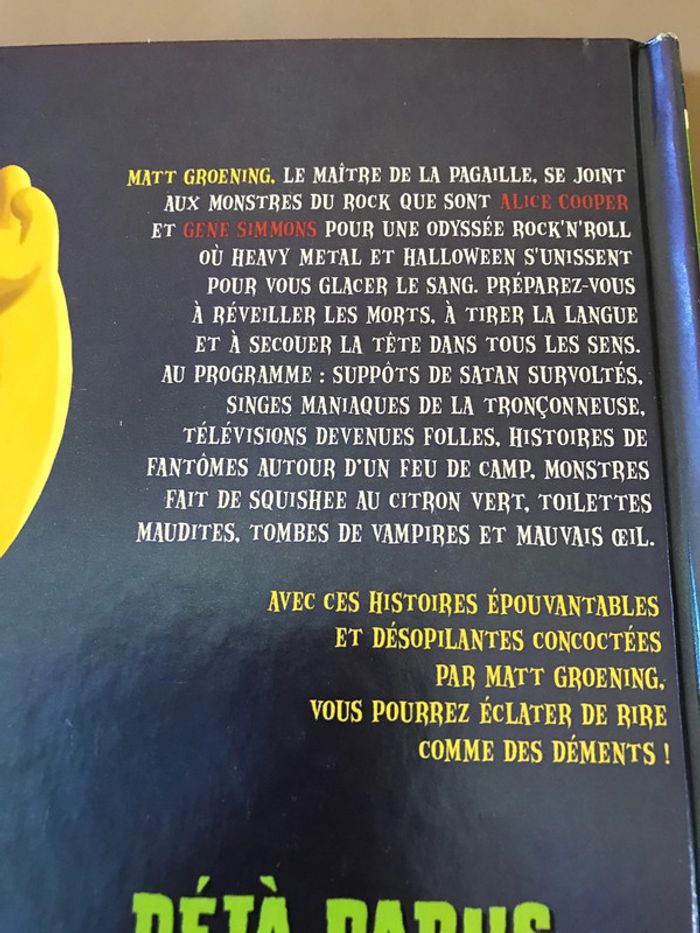 MATT GROENING, LE MAÎTRE DE LA PAGAILLE, SE JOINT
AUX MONSTRES DU ROCK QUE SONT ALICE COOPER
ET GENE SIMMONS POUR UNE ODYSSÉE ROCK'N'ROLL
OÙ HEAVY METAL ET HALLOWEEN S'UNISSENT
POUR VOUS GLACER LE SANG. PRÉPAREZ-VOUS
À RÉVEILLER LES MORTS, À TIRER LA LANGUE
ET À SECOUER LA TÊTE DANS TOUS LES SENS.
AU PROGRAMME : SUPPÔTS DE SATAN SURVOLTÉS,
SINGES MANIAQUES DE LA TRONÇONNEUSE,
TÉLÉVISIONS DEVENUES FOLLES, HISTOIRES DE
FANTÔMES AUTOUR D'UN FEU DE CAMP, MONSTRES
FAIT DE SQUISHEE AU CITRON VERT, TOILETTES
MAUDITES, TOMBES DE VAMPIRES ET MAUVAIS ŒIL.
AVEC CES HISTOIRES ÉPOUVANTABLES
ET DÉSOPILANTES CONCOCTÉES
PAR MATT GROENING,
VOUS POURREZ ÉCLATER DE RIRE
COMME DES DÉMENTS !
DÉJÀ PARUS